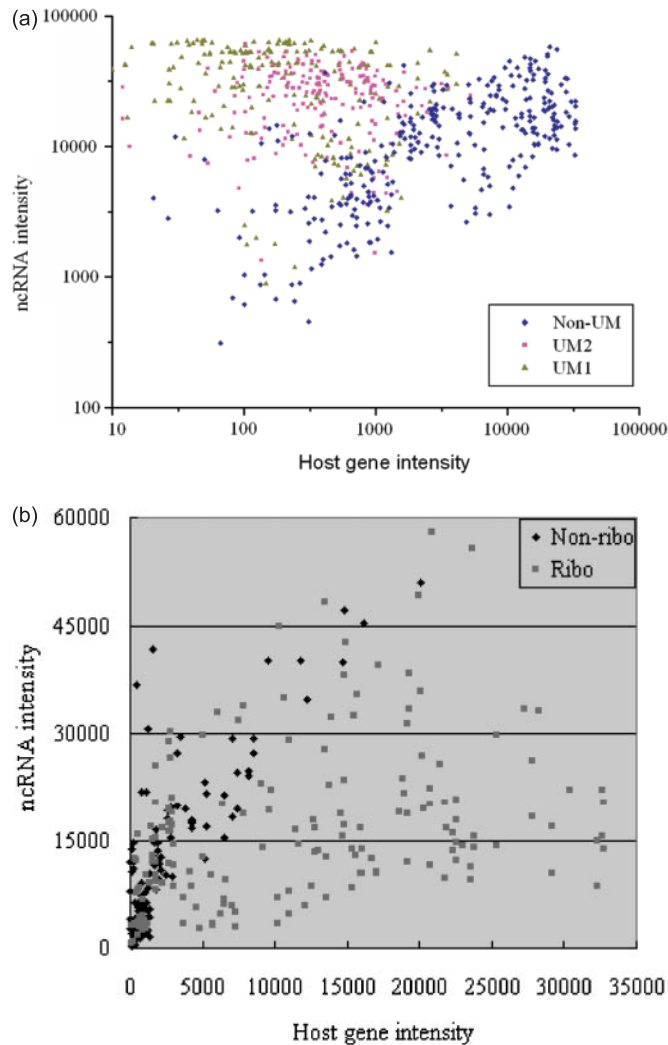 (a)
100000
10000
1000
100
ncRNA intensity
Non-UM
UM2
UM1
10 100 1000 10000 100000
Host gene intensity
(b)
60000
45000
30000
15000
0
ncRNA intensity
Non-ribo
Ribo
0 5000 10000 15000 20000 25000 30000 35000
Host gene intensity